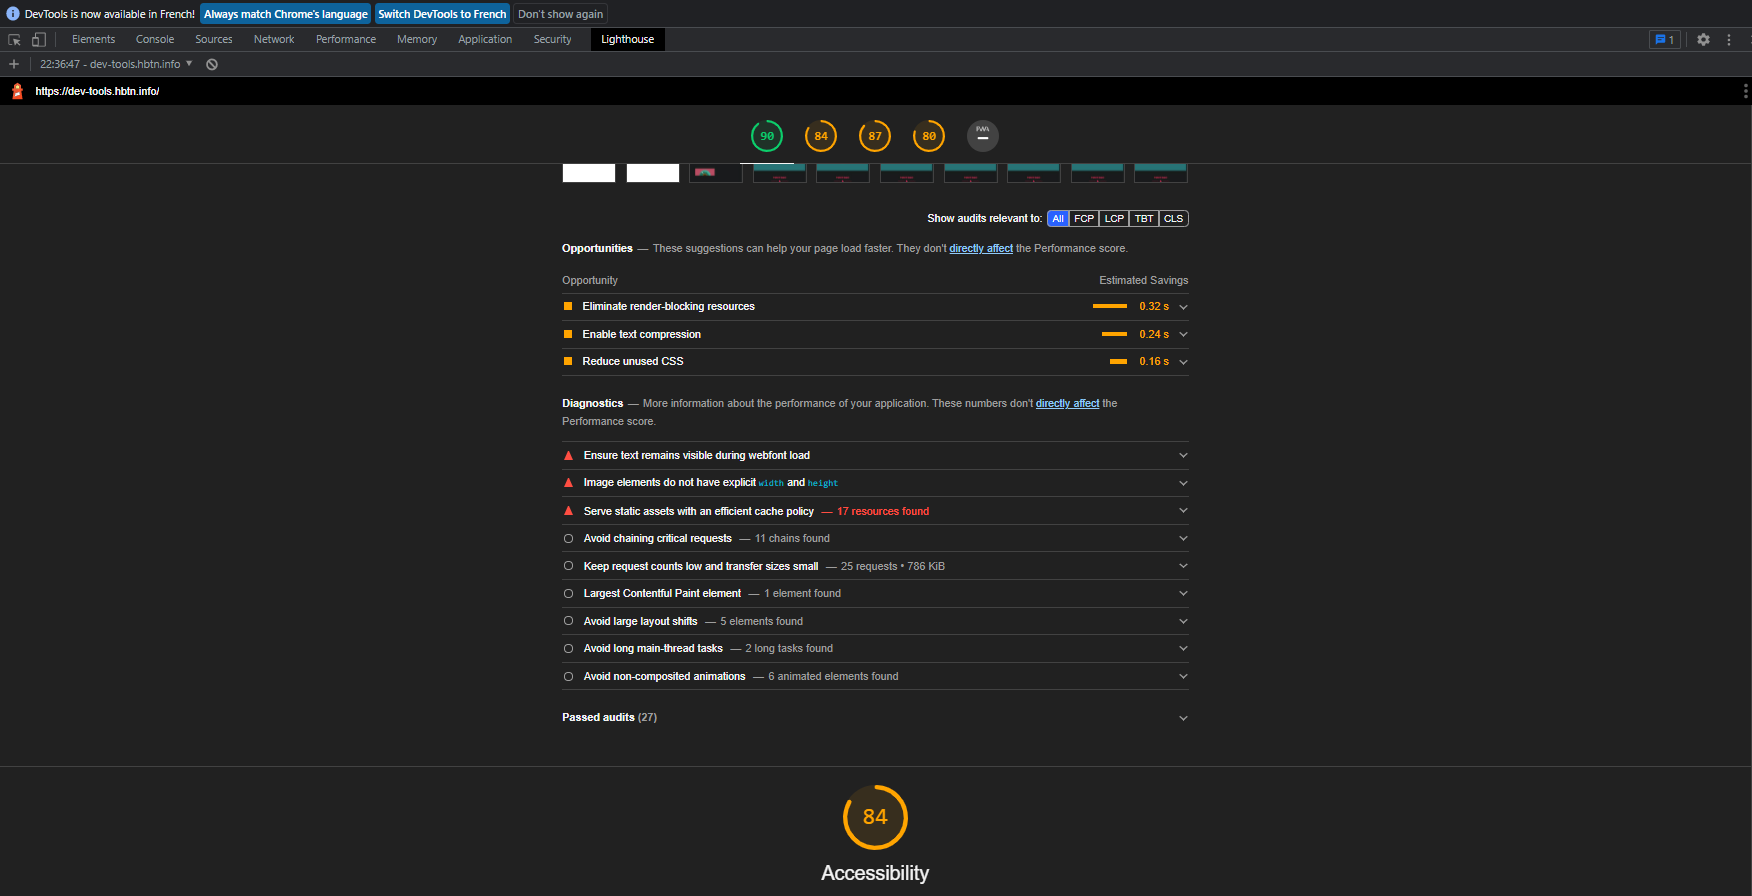 DevTools is now available in French! Always match Chrome's language Switch DevTools to French Don't show again
Elements Console Sources Network Performance Memory Application Security Lighthouse 1
22:36:47 - dev-tools.hbtn.info
https://dev-tools.hbtn.info/
90 84 87 80 PWA
Show audits relevant to: All FCP LCP TBT CLS
Opportunities — These suggestions can help your page load faster. They don't directly affect the Performance score.
Opportunity Estimated Savings
Eliminate render-blocking resources 0.32 s
Enable text compression 0.24 s
Reduce unused CSS 0.16 s
Diagnostics — More information about the performance of your application. These numbers don't directly affect the
Performance score.
Ensure text remains visible during webfont load
Image elements do not have explicit width and height
Serve static assets with an efficient cache policy — 17 resources found
Avoid chaining critical requests — 11 chains found
Keep request counts low and transfer sizes small — 25 requests • 786 KiB
Largest Contentful Paint element — 1 element found
Avoid large layout shifts — 5 elements found
Avoid long main-thread tasks — 2 long tasks found
Avoid non-composited animations — 6 animated elements found
Passed audits (27)
84
Accessibility